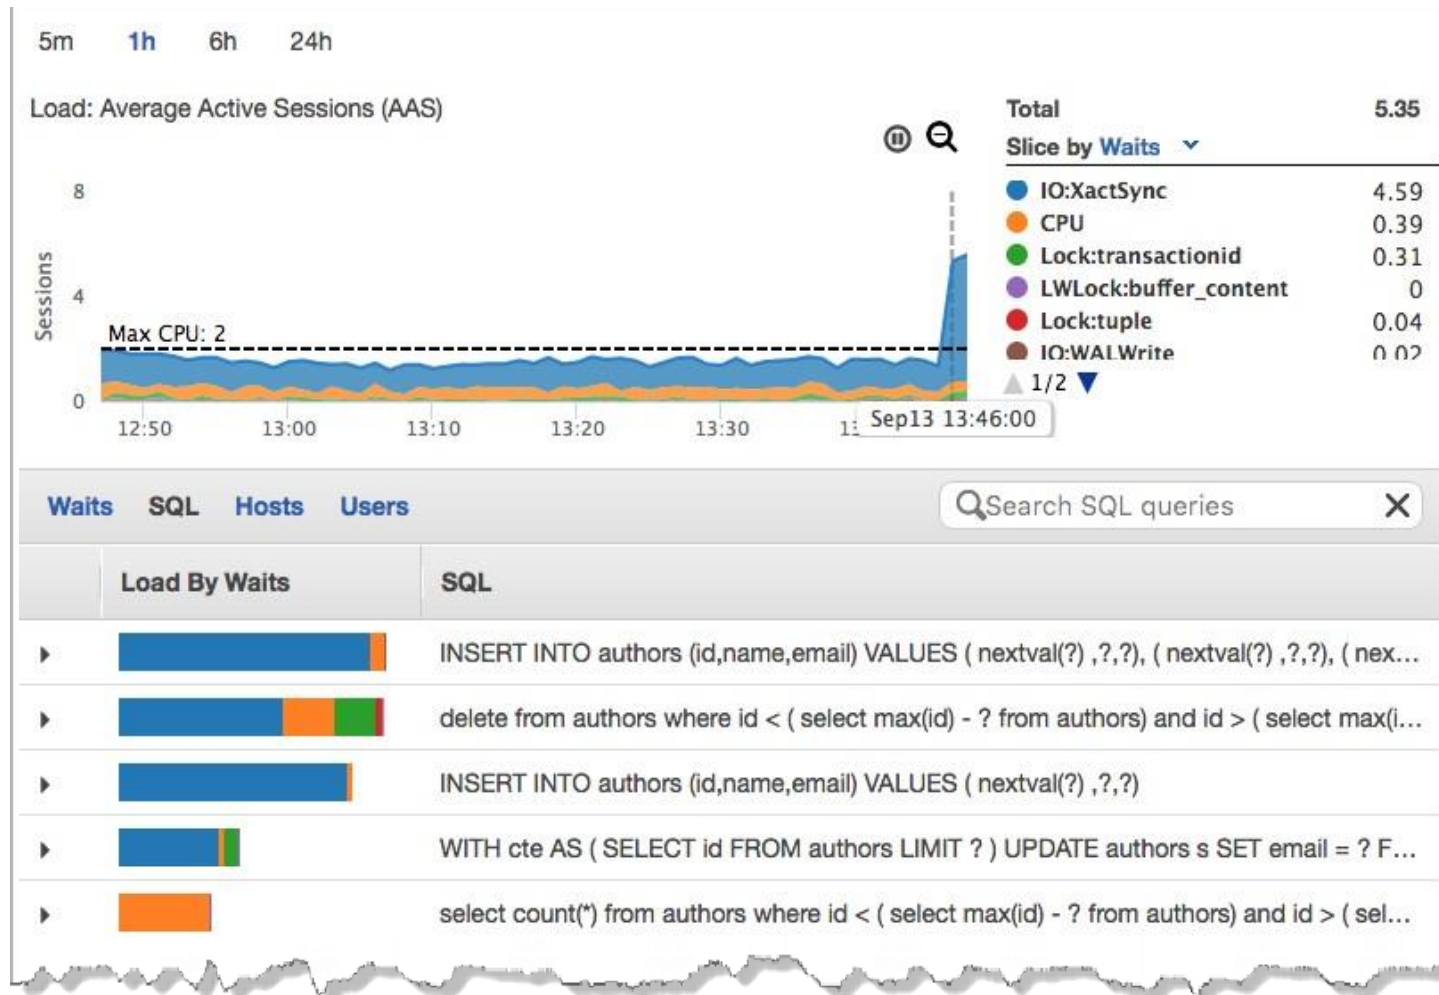 5m 1h 6h 24h
Load: Average Active Sessions (AAS)
Total 5.35
Slice by Waits
IO:XactSync 4.59
CPU 0.39
Lock:transactionid 0.31
LWLock:buffer_content 0
Lock:tuple 0.04
IO:WALWrite 0.02
1/2
Sessions
8
4
0
Max CPU: 2
12:50 13:00 13:10 13:20 13:30
Sep13 13:46:00
Waits SQL Hosts Users
Search SQL queries
Load By Waits SQL
INSERT INTO authors (id,name,email) VALUES ( nextval(?) ,?,?), ( nextval(?) ,?,?), ( nex…
delete from authors where id < ( select max(id) - ? from authors) and id > ( select max(i…
INSERT INTO authors (id,name,email) VALUES ( nextval(?) ,?,?)
WITH cte AS ( SELECT id FROM authors LIMIT ? ) UPDATE authors s SET email = ? F…
select count(*) from authors where id < ( select max(id) - ? from authors) and id > ( sel…